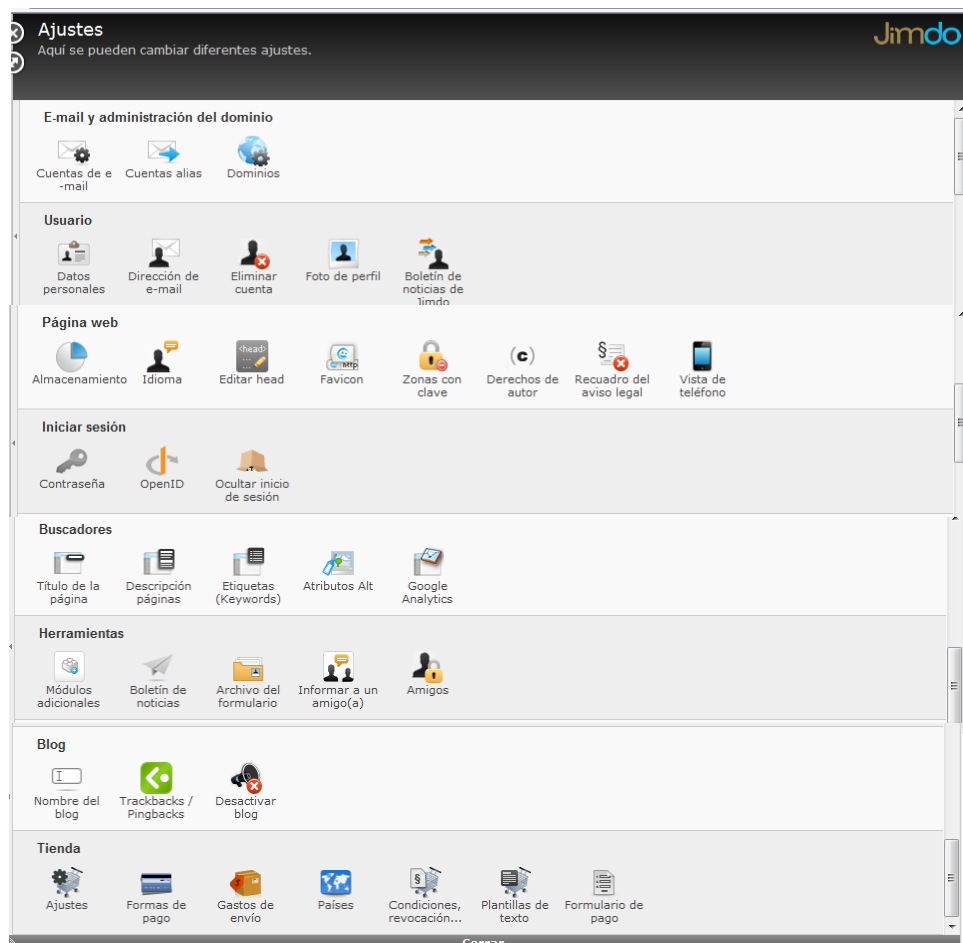 Ajustes
Jimdo
Aquí se pueden cambiar diferentes ajustes.
E-mail y administración del dominio
Cuentas de e Cuentas alias Dominios
-mail
Usuario
Datos Dirección de Eliminar Foto de perfil Boletín de
personales e-mail cuenta noticias de
Jimdo
Página web
<head>
http
(c)
§
Almacenamiento Idioma Editar head Favicon Zonas con Derechos de Recuadro del Vista de
clave autor aviso legal teléfono
Iniciar sesión
Contraseña OpenID Ocultar inicio
de sesión
Buscadores
Título de la Descripción Etiquetas Atributos Alt Google
página páginas (Keywords) Analytics
Herramientas
Módulos Boletín de Archivo del Informar a un Amigos
adicionales noticias formulario amigo(a)
Blog
Nombre del Trackbacks / Desactivar
blog Pingbacks blog
Tienda
§
Ajustes Formas de Gastos de Países Condiciones, Plantillas de Formulario de
pago envío revocación... texto pago
Cerrar